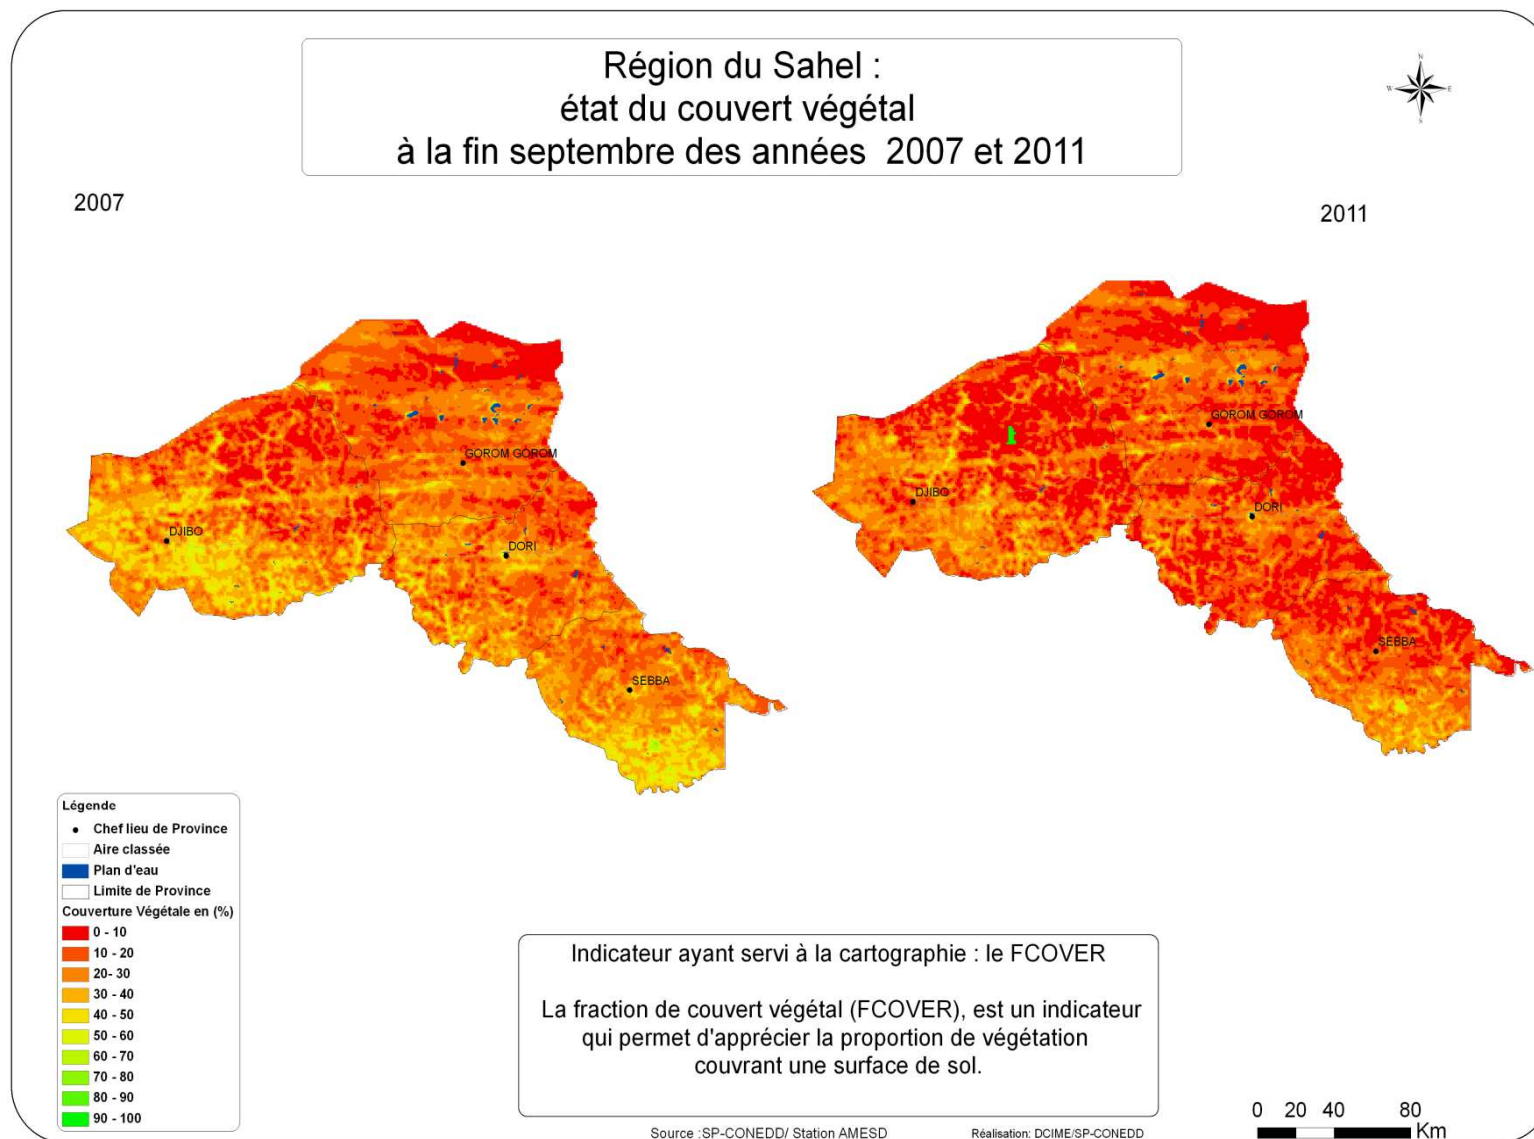 Région du Sahel :
état du couvert végétal
à la fin septembre des années  2007 et 2011
N
W E
S
2007
2011
GOROM GOROM
DJIBO
DORI
SEBBA
GOROM GOROM
DJIBO
DORI
SEBBA
Légende
Chef lieu de Province
Aire classée
Plan d'eau
Limite de Province
Couverture Végétale en (%)
0 - 10
10 - 20
20- 30
30 - 40
40 - 50
50 - 60
60 - 70
70 - 80
80 - 90
90 - 100
Indicateur ayant servi à la cartographie : le FCOVER
La fraction de couvert végétal (FCOVER), est un indicateur
qui permet d'apprécier la proportion de végétation
couvrant une surface de sol.
0 20 40 80
Km
Source :SP-CONEDD/ Station AMESD
Réalisation: DCIME/SP-CONEDD